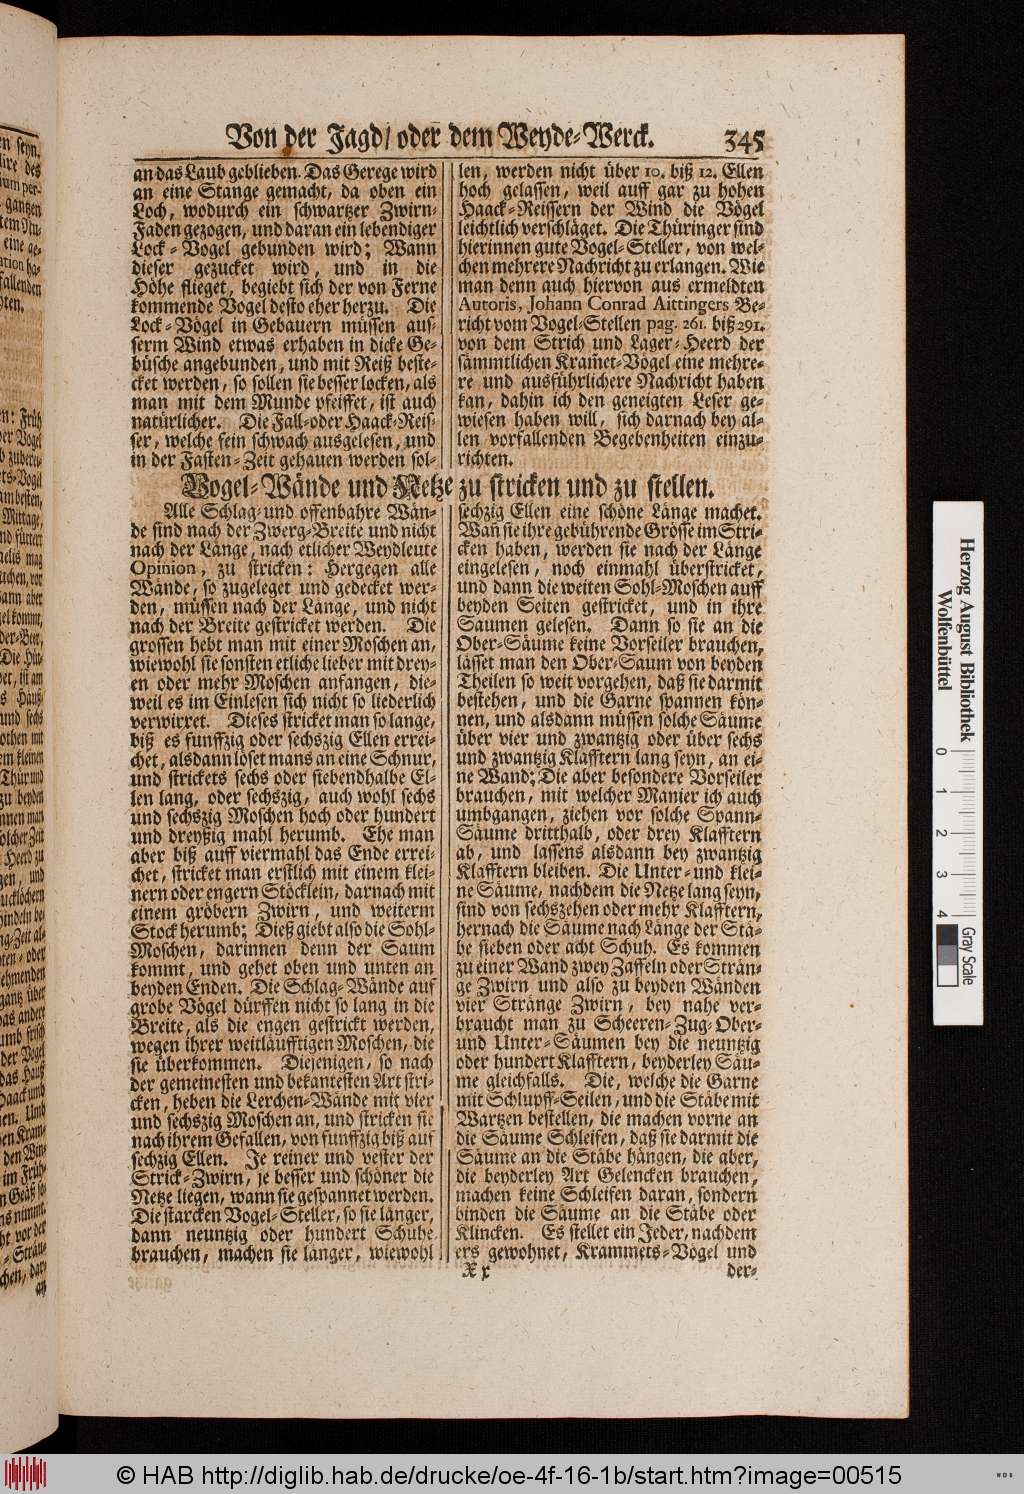 Von der Jagd/ oder dem Weyde-Werck. 345
an das Laub geblieben. Das Gerege wird
an eine Stange gemacht, da oben ein
Loch, wodurch ein schwartzer Zwirn-
Faden gezogen, und daran ein lebendiger
Lock-Vogel gebunden wird; Wann
dieser gezucket wird, und in die
Höhe flieget, begiebt sich der von Ferne
kommende Vogel desto eher herzu. Die
Lock-Vögel in Gebauern müssen aus-
serm Wind etwas erhaben in dicke Ge-
büsche angebunden, und mit Reiß beste-
cket werden, so sollen sie besser locken, als
man mit dem Munde pfeiffet, ist auch
natürlicher. Die Fall-oder Haack-Reis-
ser, welche fein schwach ausgelesen, und
in der Fasten-Zeit gehauen werden sol-
len, werden nicht über 10. biß 12. Ellen
hoch gelassen, weil auff gar zu hohen
Haack-Reissern der Wind die Vögel
leichtlich verschläget. Die Thüringer sind
hierinnen gute Vogel-Steller, von wel-
chen mehrere Nachricht zu erlangen. Wie
man denn auch hiervon aus ermeldten
Autoris, Johann Conrad Aittingers Be-
richt vom Vogel-Stellen pag. 261. biß 291.
von dem Strich und Lager-Heerd der
sämmtlichen Kram̃et-Vögel eine mehre-
re und ausführlichere Nachricht haben
kan, dahin ich den geneigten Leser ge-
wiesen haben will, sich darnach bey al-
len vorfallenden Begebenheiten einzu-
richten.
Vogel-Wände und Netze zu stricken und zu stellen.
Alle Schlag-und offenbahre Wän-
de sind nach der Zwerg-Breite und nicht
nach der Länge, nach etlicher Weydleute
Opinion, zu stricken: Hergegen alle
Wände, so zugeleget und gedecket wer-
den, müssen nach der Länge, und nicht
nach der Breite gestricket werden. Die
grossen hebt man mit einer Moschen an,
wiewohl sie sonsten etliche lieber mit drey-
en oder mehr Moschen anfangen, die-
weil es im Einlesen sich nicht so liederlich
verwirret. Dieses stricket man so lange,
biß es funffzig oder sechszig Ellen errei-
chet, alsdann löset mans an eine Schnur,
und strickets sechs oder siebendhalbe El-
len lang, oder sechszig, auch wohl sechs
und sechszig Moschen hoch oder hundert
und dreyßig mahl herumb. Ehe man
aber biß auff viermahl das Ende errei-
chet, stricket man erstlich mit einem klei-
nern oder engern Stöcklein, darnach mit
einem gröbern Zwirn, und weiterm
Stock herumb; Dieß giebt also die Sohl-
Moschen, darinnen denn der Saum
kommt, und gehet oben und unten an
beyden Enden. Die Schlag-Wände auf
grobe Vögel dürffen nicht so lang in die
Breite, als die engen gestrickt werden,
wegen ihrer weitläufftigen Moschen, die
sie überkommen. Diejenigen, so nach
der gemeinesten und bekantesten Art stri-
cken, heben die Lerchen-Wände mit vier
und sechszig Moschen an, und stricken sie
nach ihrem Gefallen, von funffzig biß auf
sechzig Ellen. Je reiner und vester der
Strick-Zwirn, je besser und schöner die
Netze liegen, wann sie gespannet werden.
Die starcken Vogel-Steller, so sie länger,
dann neuntzig oder hundert Schuhe
brauchen, machen sie länger, wiewohl
sechzig Ellen eine schöne Länge machet.
Wañ sie ihre gebührende Grösse im Stri-
cken haben, werden sie nach der Länge
eingelesen, noch einmahl überstricket,
und dann die weiten Sohl-Moschen auff
beyden Seiten gestricket, und in ihre
Saumen gelesen. Dann so sie an die
Ober-Säume keine Vorseiler brauchen,
lässet man den Ober-Saum von beyden
Theilen so weit vorgehen, daß sie darmit
bestehen, und die Garne spannen kön-
nen, und alsdann müssen solche Säume
über vier und zwantzig oder über sechs
und zwantzig Klafftern lang seyn, an ei-
ne Wand; Die aber besondere Vorseiler
brauchen, mit welcher Manier ich auch
umbgangen, ziehen vor solche Spann-
Säume dritthalb, oder drey Klafftern
ab, und lassens alsdann bey zwantzig
Klafftern bleiben. Die Unter-und klei-
ne Säume, nachdem die Netze lang seyn,
sind von sechszehen oder mehr Klafftern,
hernach die Säume nach Länge der Stä-
be sieben oder acht Schuh. Es kommen
zu einer Wand zwey Zaffeln oder Strän-
ge Zwirn und also zu beyden Wänden
vier Stränge Zwirn, bey nahe ver-
braucht man zu Scheeren-Zug-Ober-
und Unter-Säumen bey die neuntzig
oder hundert Klafftern, beyderley Säu-
me gleichfalls. Die, welche die Garne
mit Schlupff-Seilen, und die Stäbe mit
Wartzen bestellen, die machen vorne an
die Säume Schleifen, daß sie darmit die
Säume an die Stäbe hängen, die aber,
die beyderley Art Gelencken brauchen,
machen keine Schleifen daran, sondern
binden die Säume an die Stäbe oder
Klincken. Es stellet ein Jeder, nachdem
ers gewohnet, Krammets-Vögel und
X x der-
Herzog August Bibliothek
Wolfenbüttel
0 1 2 3 4
Gray Scale
© HAB http://diglib.hab.de/drucke/oe-4f-16-1b/start.htm?image=00515